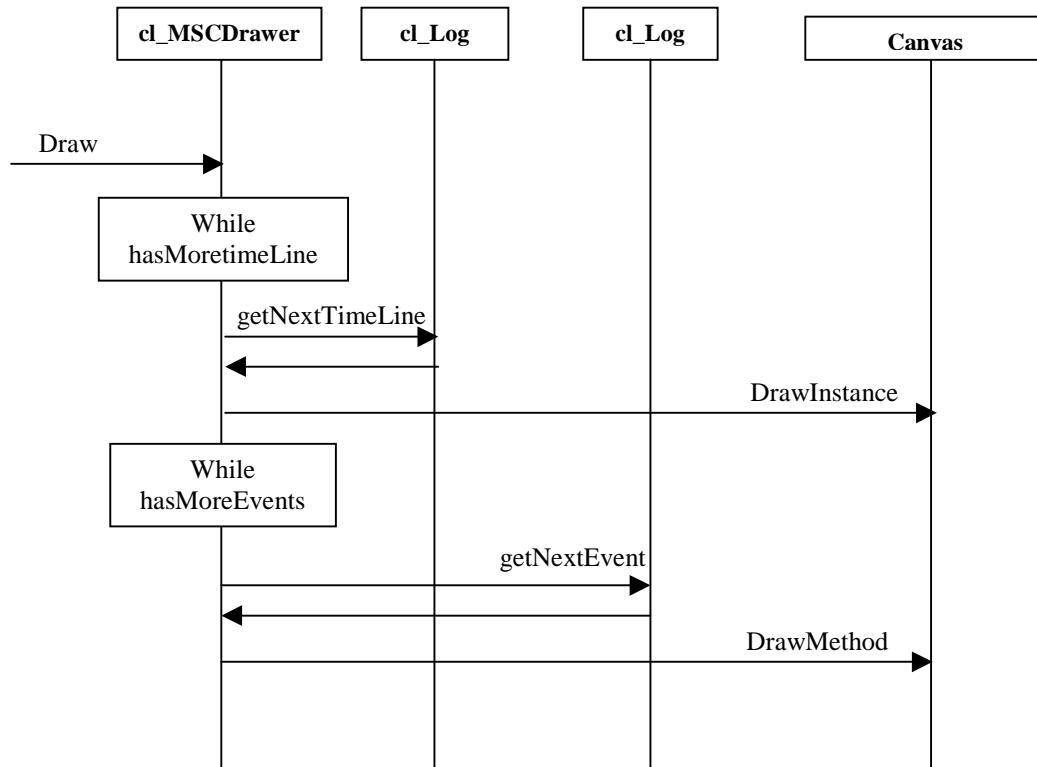 cl_MSCDrawer
cl_Log
cl_Log
Canvas
Draw
While
hasMoretimeLine
getNextTimeLine
DrawInstance
While
hasMoreEvents
getNextEvent
DrawMethod